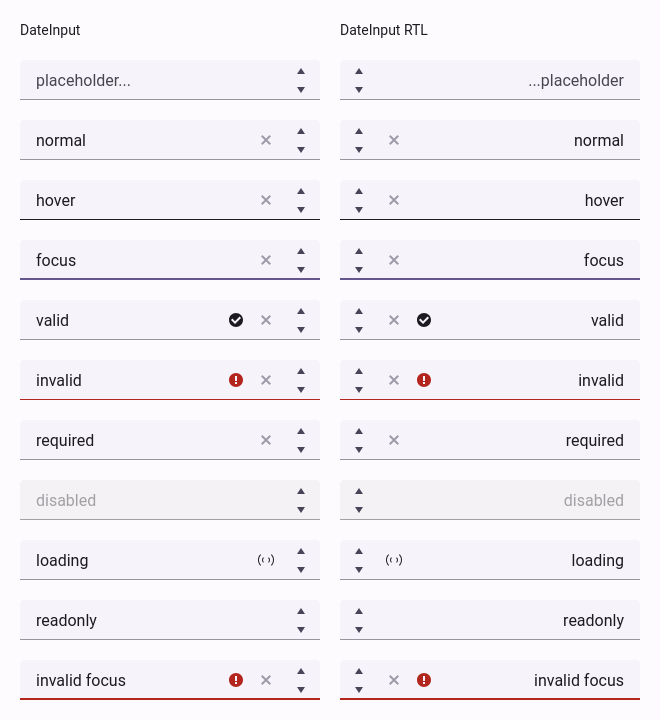 DateInput
DateInput RTL
placeholder...
...placeholder
normal
normal
hover
hover
focus
focus
valid
valid
invalid
invalid
required
required
disabled
disabled
loading
loading
readonly
readonly
invalid focus
invalid focus